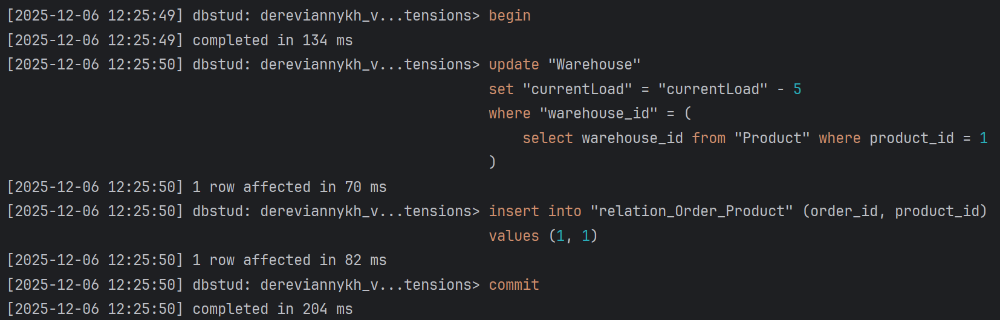 [2025-12-06 12:25:49] dbstud: dereviannykh_v...tensions> begin
[2025-12-06 12:25:49] completed in 134 ms
[2025-12-06 12:25:50] dbstud: dereviannykh_v...tensions> update "Warehouse"
set "currentLoad" = "currentLoad" - 5
where "warehouse_id" = (
select warehouse_id from "Product" where product_id = 1
)
[2025-12-06 12:25:50] 1 row affected in 70 ms
[2025-12-06 12:25:50] dbstud: dereviannykh_v...tensions> insert into "relation_Order_Product" (order_id, product_id)
values (1, 1)
[2025-12-06 12:25:50] 1 row affected in 82 ms
[2025-12-06 12:25:50] dbstud: dereviannykh_v...tensions> commit
[2025-12-06 12:25:50] completed in 204 ms